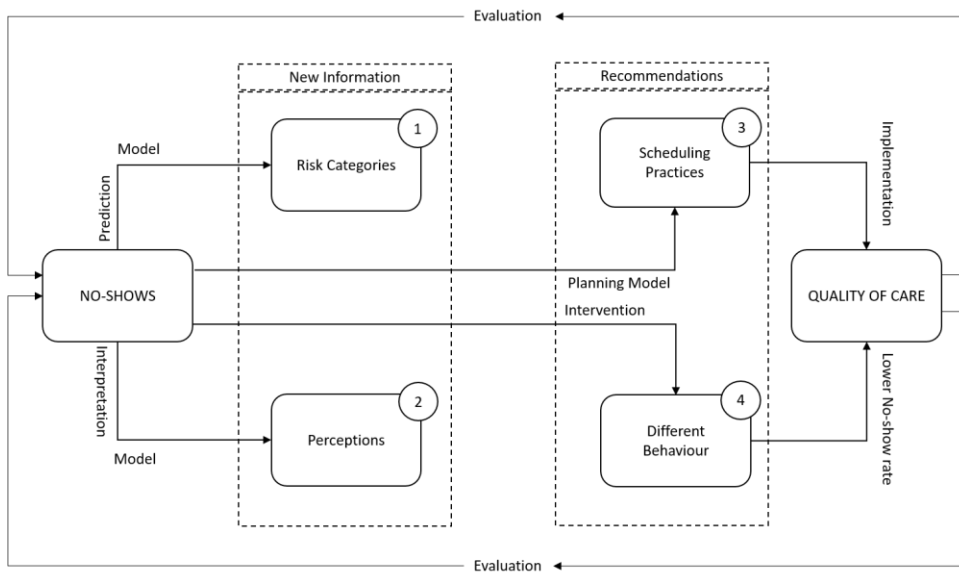 Evaluation
New Information
Recommendations
1
Risk Categories
3
Scheduling
Practices
Model
Prediction
Implementation
NO-SHOWS
Planning Model
Intervention
QUALITY OF CARE
Interpretation
Model
2
Perceptions
4
Different
Behaviour
Lower No-show rate
Evaluation